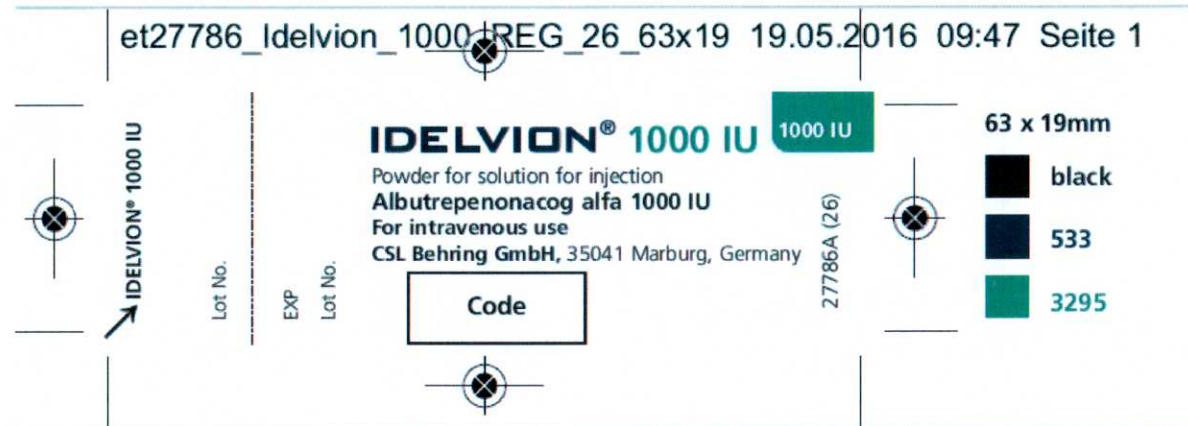 et27786_Idelvion_1000_REG_26_63x19 19.05.2016 09:47 Seite 1
IDELVION® 1000 IU
Lot No.
EXP
Lot No.
IDELVION® 1000 IU
1000 IU
Powder for solution for injection
Albutrepenonacog alfa 1000 IU
For intravenous use
CSL Behring GmbH, 35041 Marburg, Germany
Code
27786A (26)
63 x 19mm
black
533
3295